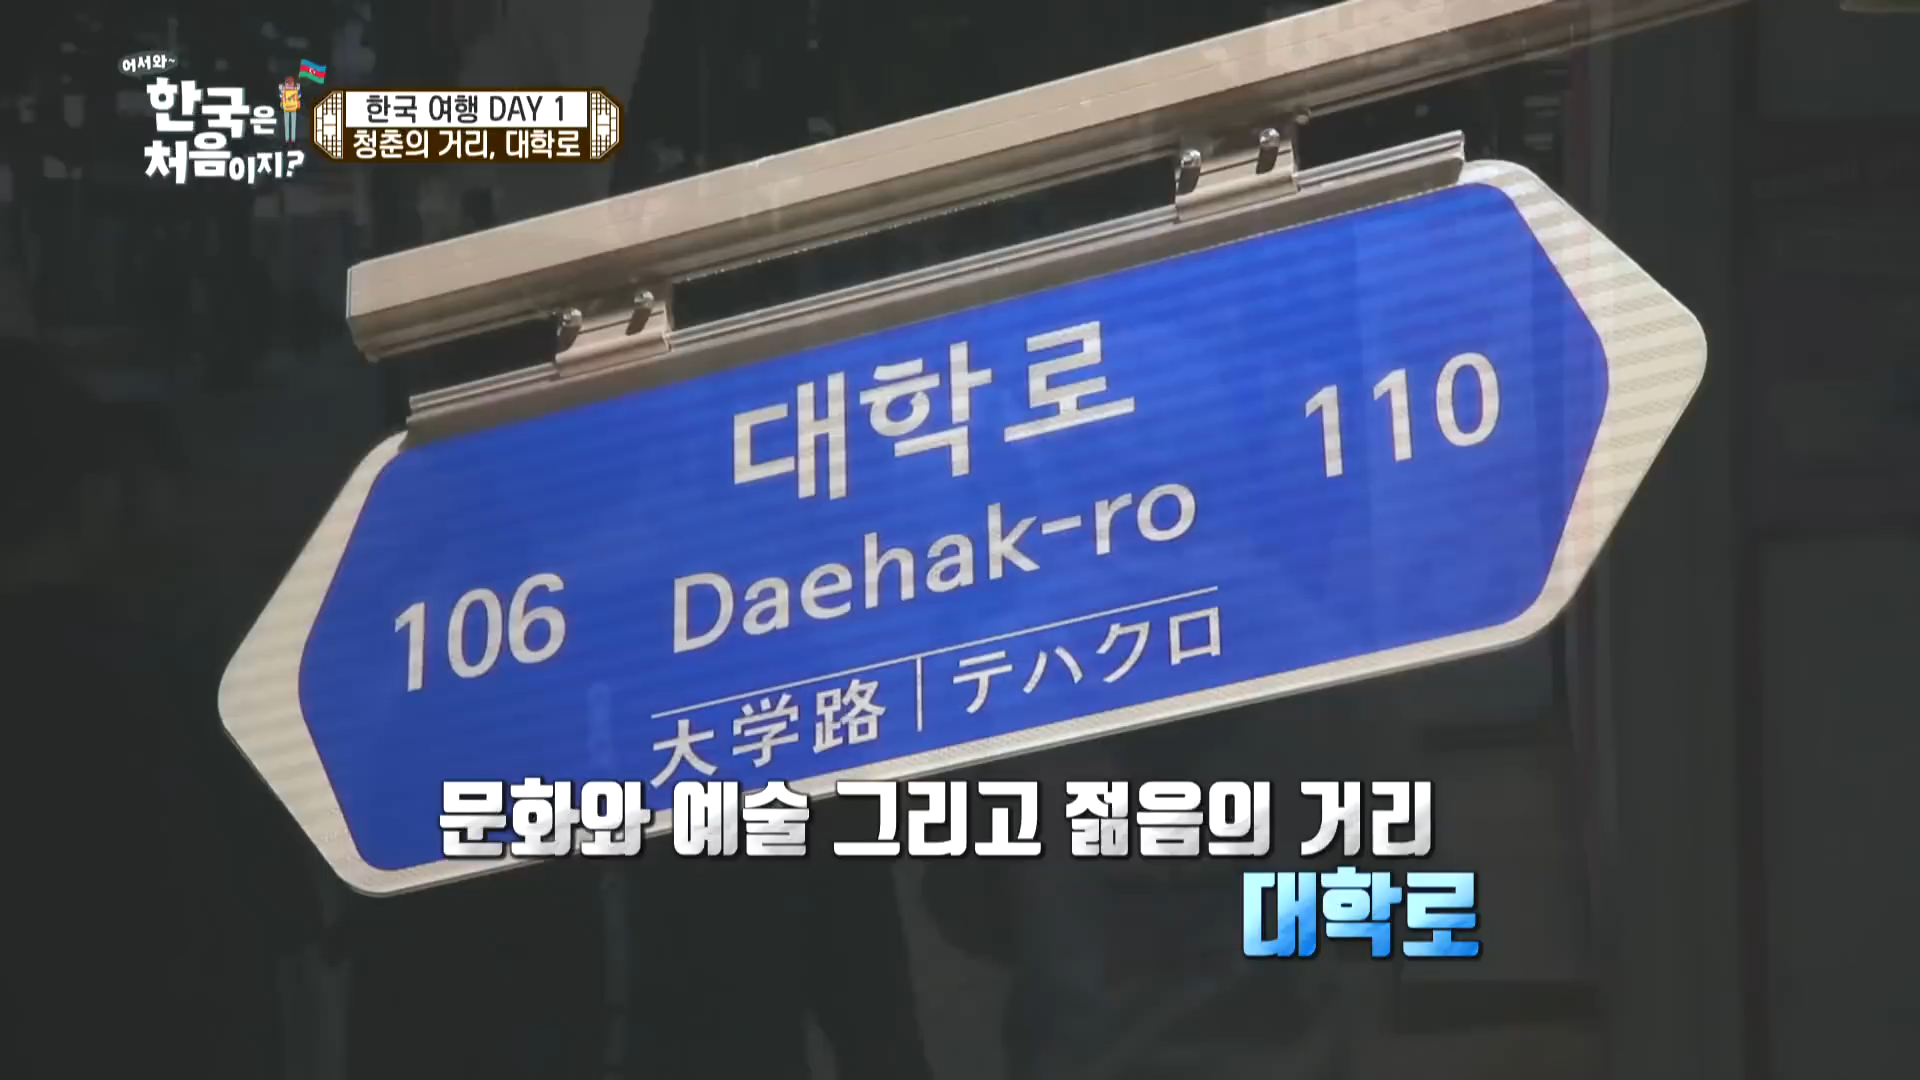 어서와~
한국은
처음이지?
한국 여행 DAY 1
청춘의 거리, 대학로
대학로
106 Daehak-ro 110
大学路 | テハクロ
문화와 예술 그리고 젊음의 거리
대학로